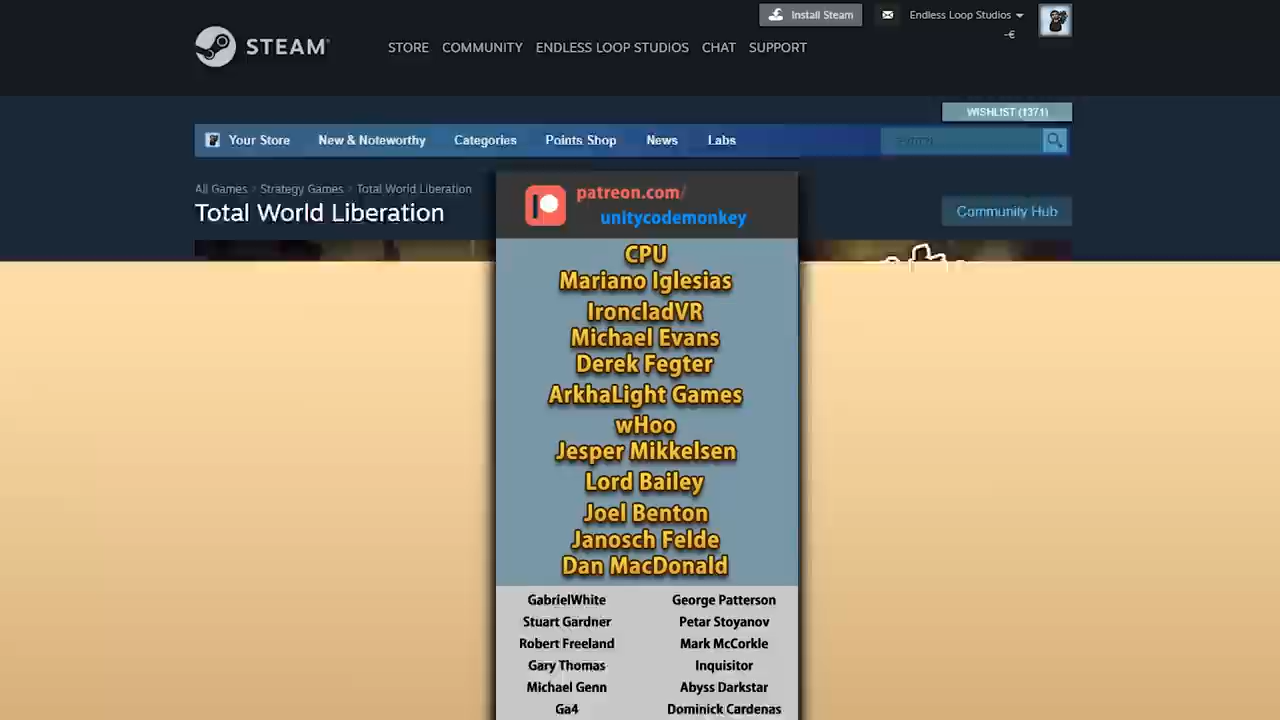 Install Steam
Endless Loop Studios
-€
STEAM
STORE COMMUNITY ENDLESS LOOP STUDIOS CHAT SUPPORT
WISHLIST (1371)
Your Store New & Noteworthy Categories Points Shop News Labs
All Games > Strategy Games > Total World Liberation
Total World Liberation
Community Hub
patreon.com/
unitycodemonkey
CPU
Mariano Iglesias
IroncladVR
Michael Evans
Derek Fegter
ArkhaLight Games
wHoo
Jesper Mikkelsen
Lord Bailey
Joel Benton
Janosch Felde
Dan MacDonald
GabrielWhite George Patterson
Stuart Gardner Petar Stoyanov
Robert Freeland Mark McCorkle
Gary Thomas Inquisitor
Michael Genn Abyss Darkstar
Ga4 Dominick Cardenas